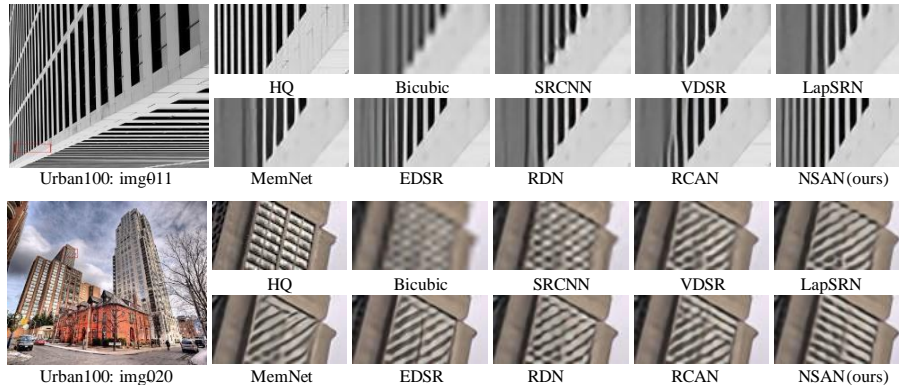 HQ Bicubic SRCNN VDSR LapSRN
Urban100: img011 MemNet EDSR RDN RCAN NSAN(ours)
HQ Bicubic SRCNN VDSR LapSRN
Urban100: img020 MemNet EDSR RDN RCAN NSAN(ours)